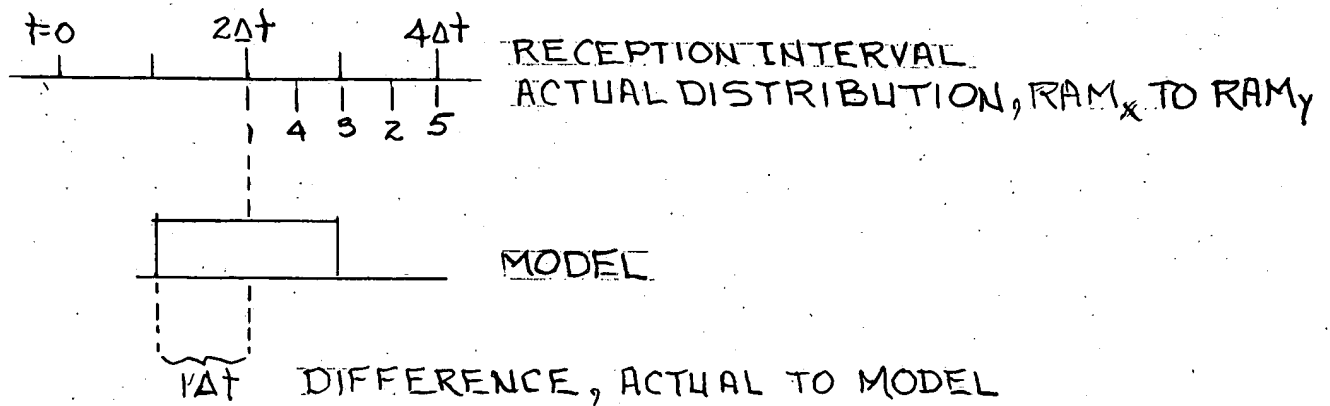 t=0 2Δt 4Δt
RECEPTION INTERVAL
ACTUAL DISTRIBUTION, RAMx TO RAMy
1 4 3 2 5
MODEL
1Δt DIFFERENCE, ACTUAL TO MODEL